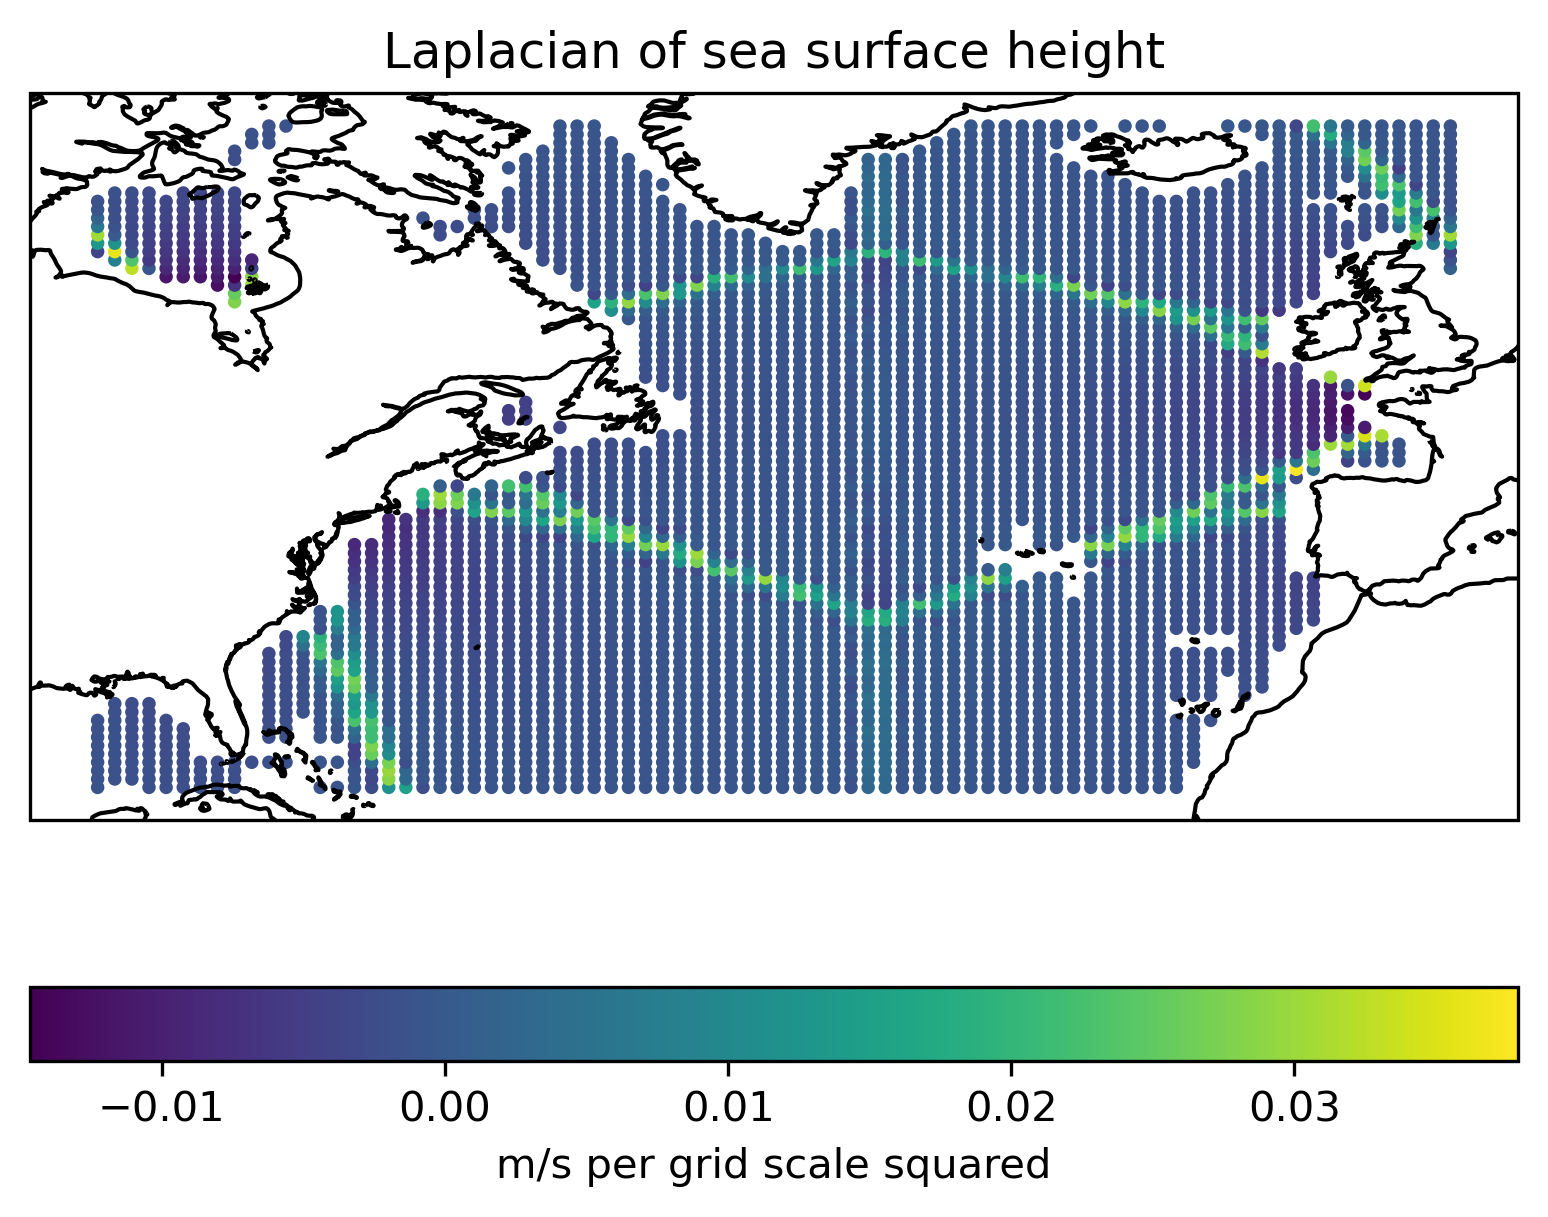 Laplacian of sea surface height
−0.01 0.00 0.01 0.02 0.03
m/s per grid scale squared